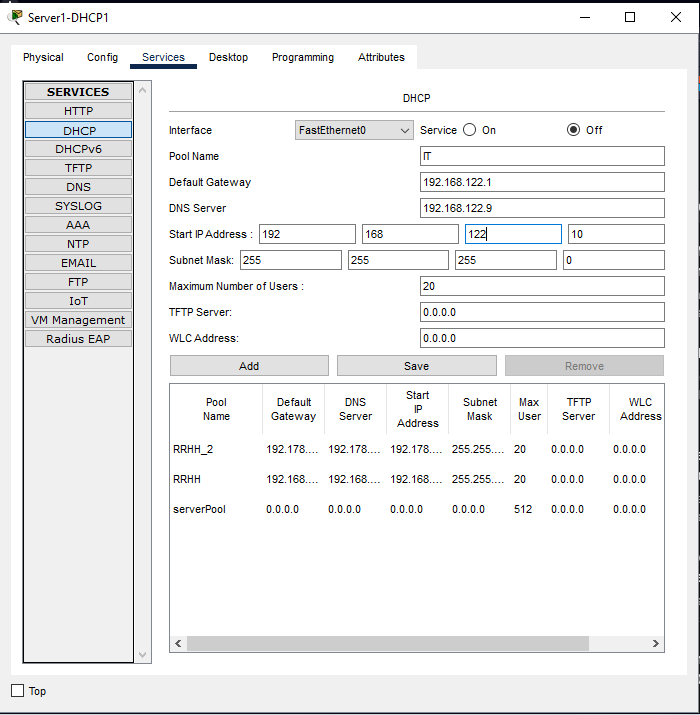 Server1-DHCP1
Physical Config Services Desktop Programming Attributes
SERVICES
HTTP
DHCP
DHCPv6
TFTP
DNS
SYSLOG
AAA
NTP
EMAIL
FTP
IoT
VM Management
Radius EAP
DHCP
Interface FastEthernet0 Service On Off
Pool Name IT
Default Gateway 192.168.122.1
DNS Server 192.168.122.9
Start IP Address : 192 168 122 10
Subnet Mask: 255 255 255 0
Maximum Number of Users : 20
TFTP Server: 0.0.0.0
WLC Address: 0.0.0.0
Add Save Remove
Pool Name Default Gateway DNS Server Start IP Address Subnet Mask Max User TFTP Server WLC Address
RRHH_2 192.178.... 192.178.... 192.178.... 255.255.... 20 0.0.0.0 0.0.0.0
RRHH 192.168.... 192.168.... 192.168.... 255.255.... 20 0.0.0.0 0.0.0.0
serverPool 0.0.0.0 0.0.0.0 0.0.0.0 0.0.0.0 512 0.0.0.0 0.0.0.0
Top